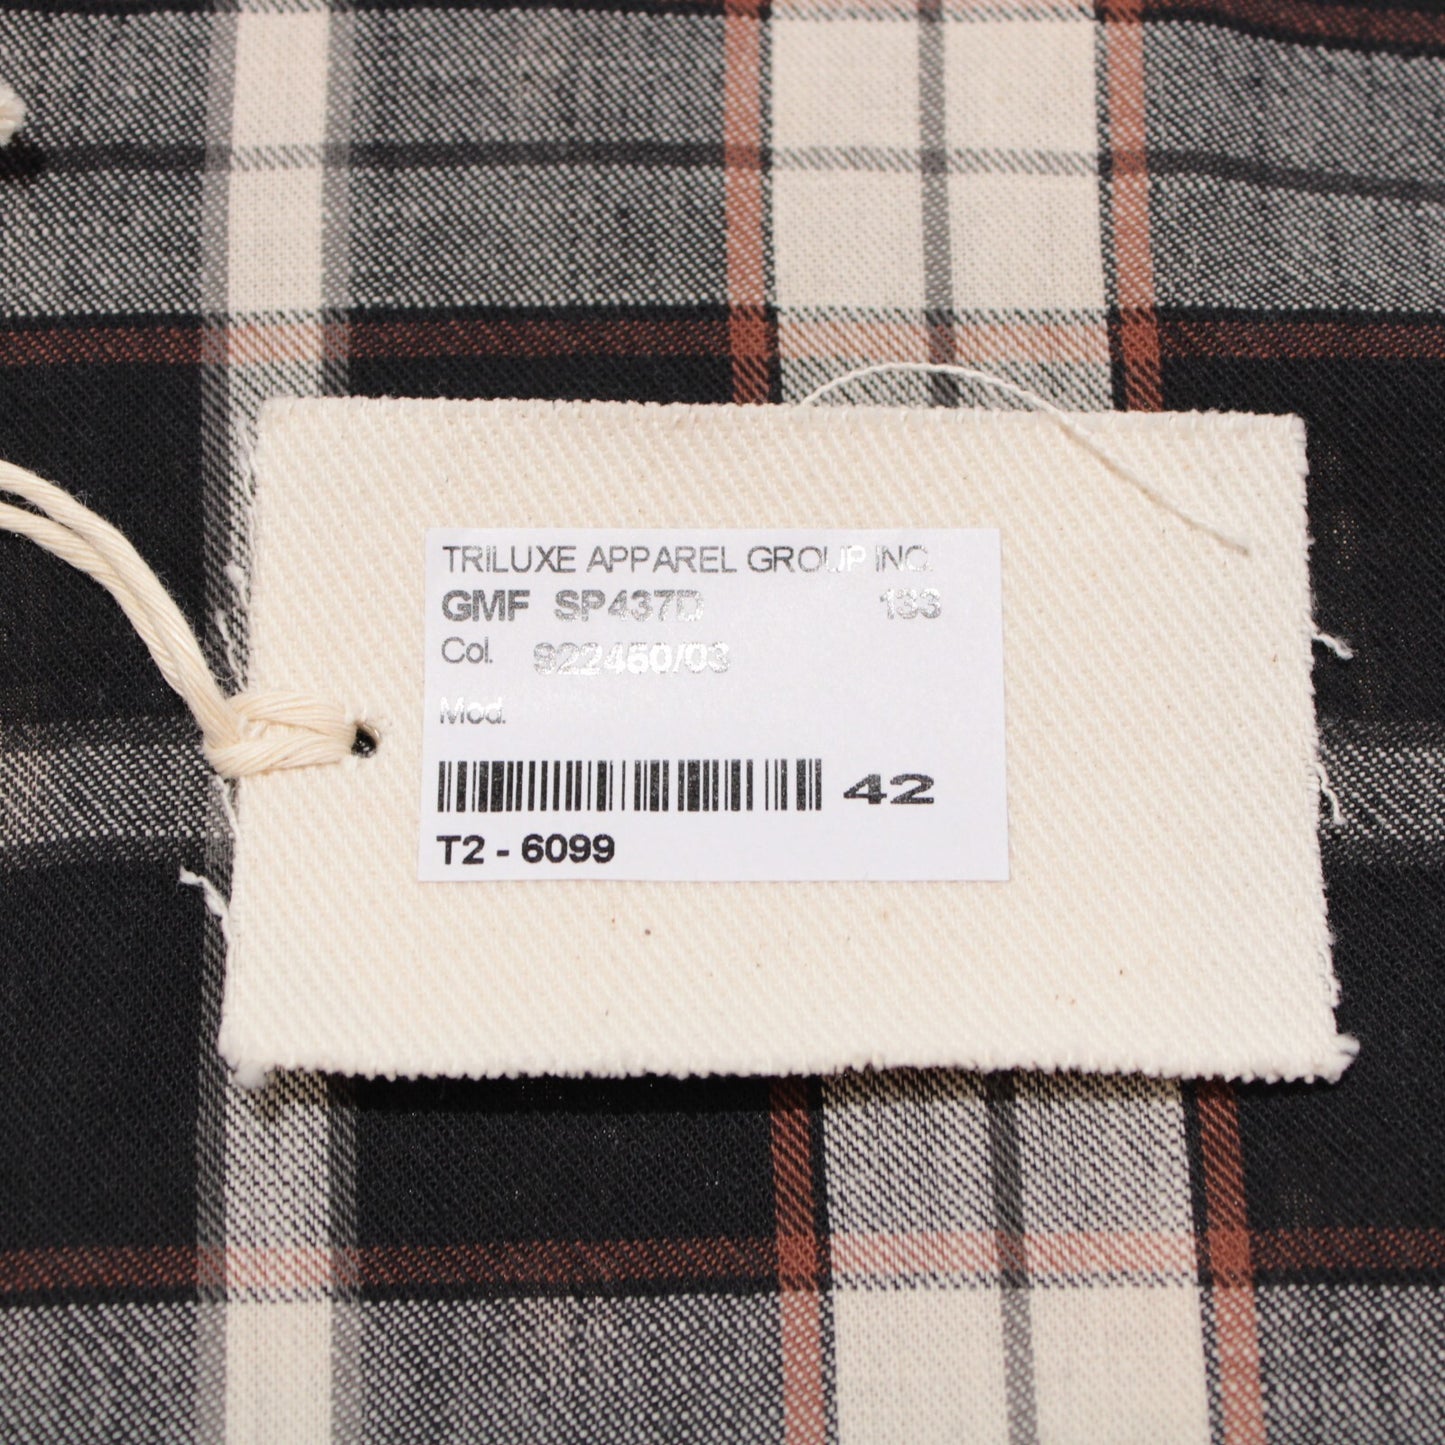 TRILUXE APPAREL GROUP INC.
GMF SP437D 133
Col. 922450/03
Mod.
42
T2 - 6099